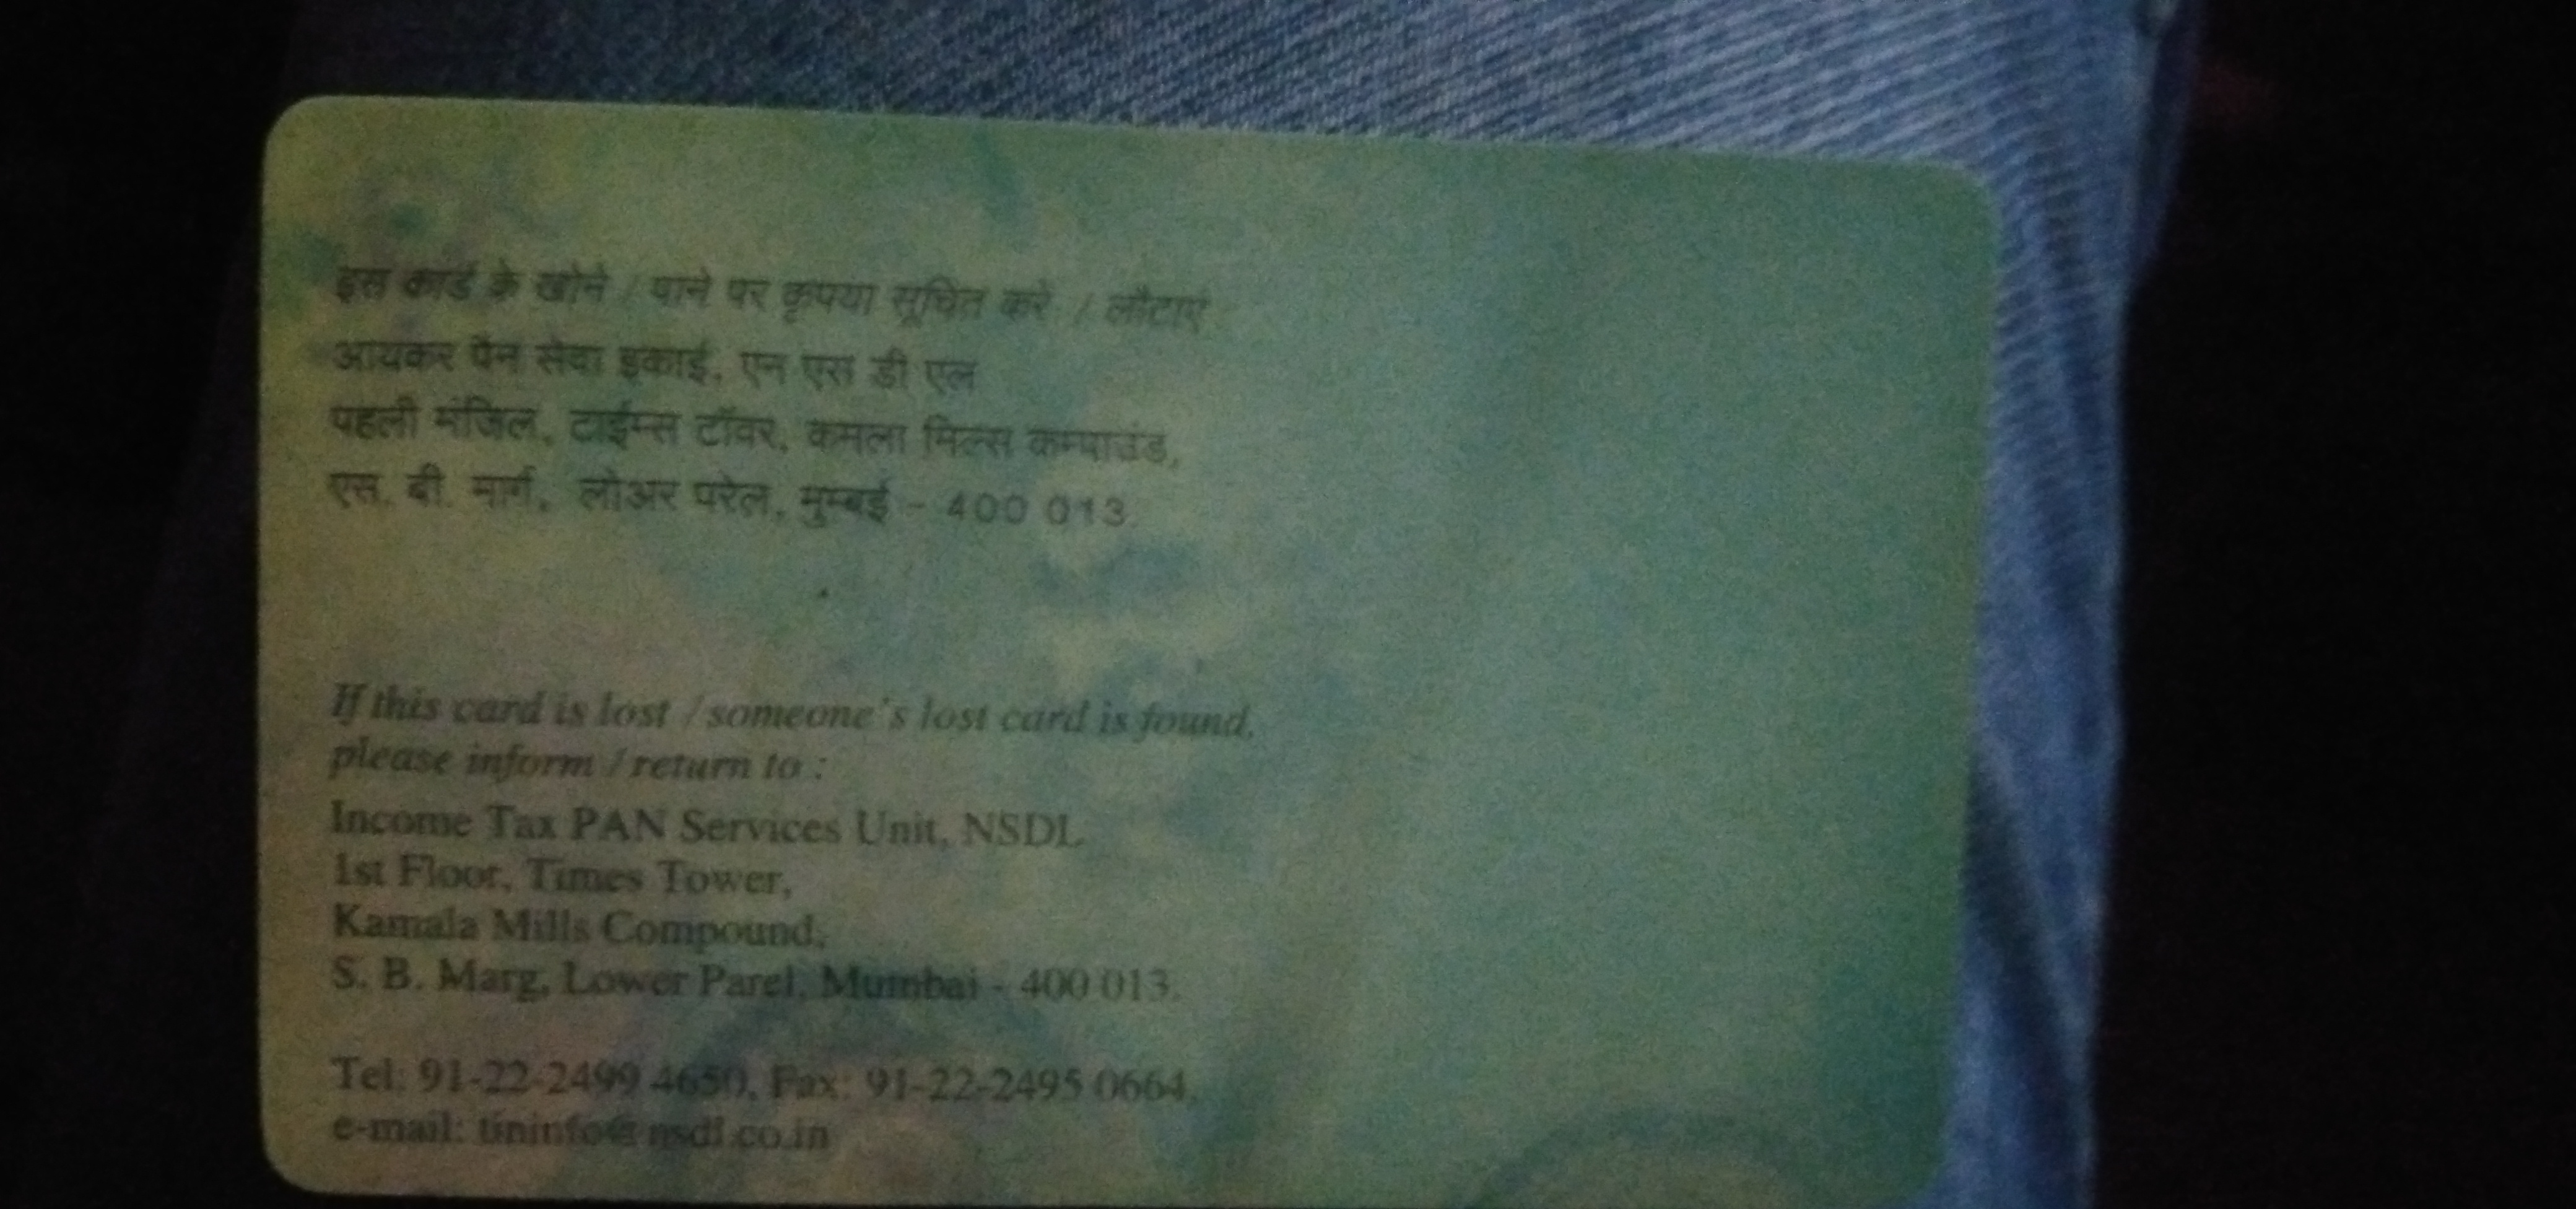 इस कार्ड के खोने / पाने पर कृपया सूचित करें / लौटाएं
आयकर पैन सेवा इकाई, एन एस डी एल
पहली मंजिल, टाईम्स टॉवर, कमला मिल्स कम्पाउंड,
एस. बी. मार्ग, लोअर परेल, मुम्बई - 400 013.
If this card is lost / someone's lost card is found,
please inform / return to :
Income Tax PAN Services Unit, NSDL
1st Floor, Times Tower,
Kamala Mills Compound,
S. B. Marg, Lower Parel, Mumbai - 400 013.
Tel: 91-22-2499 4650, Fax: 91-22-2495 0664,
e-mail: tininfo@nsdl.co.in